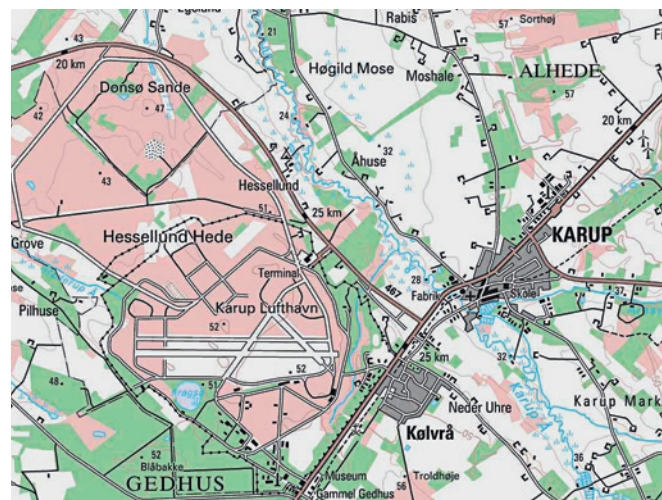 Rabis
Sorthøj
57
21
Moshale
43
20 km
Høgild Mose
ALHEDE
57
Donsø Sande
42
47
24
20 km
32
Åhuse
43
Hessellund
51
25 km
KARUP
Grove
Hessellund Hede
Terminal
28
Fabrik
Skole
37
467
Pilhuse
Karup Lufthavn
52
25 km
32
52
51
48
Karup Å
Neder Uhre
Karup Mark
Kølvrå
52
Blåbakke
GEDHUS
Museum
Gammel Gedhus
Troldhøje
56
36